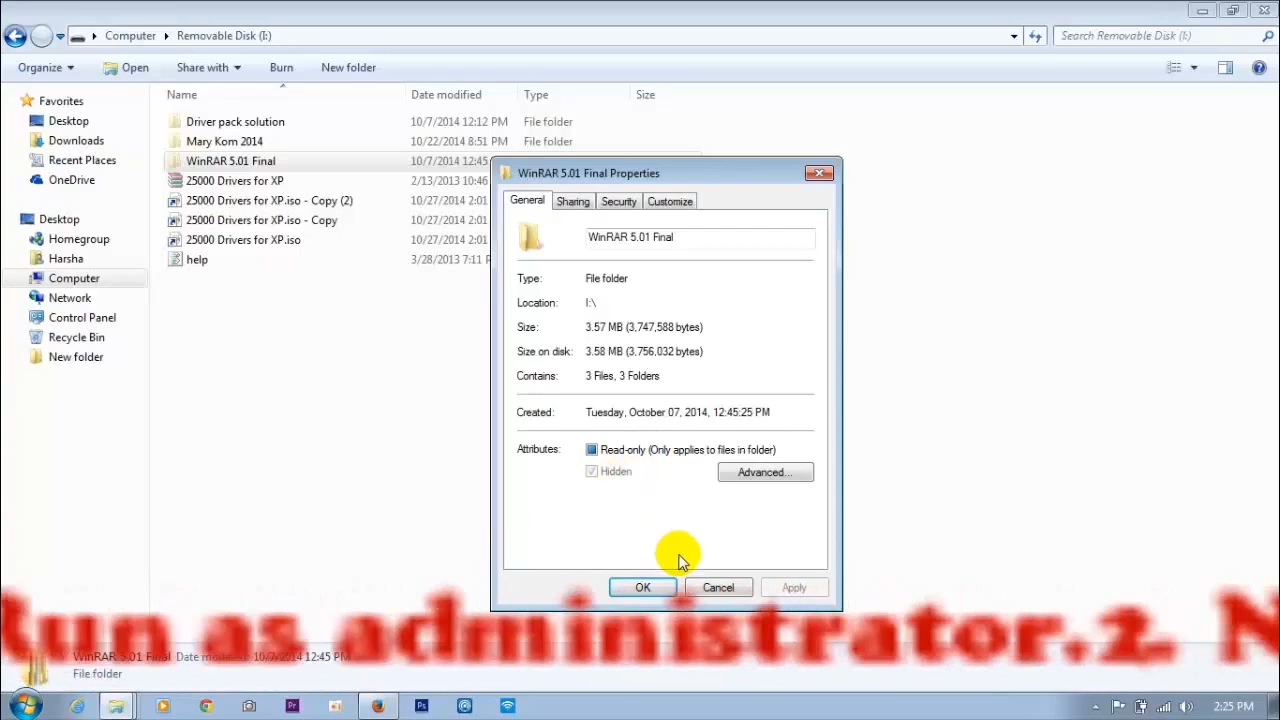 Computer Removable Disk (I:) Search Removable Disk (I:)
Organize Open Share with Burn New folder
Name Date modified Type Size
Favorites
Desktop
Downloads
Recent Places
OneDrive
Desktop
Homegroup
Harsha
Computer
Network
Control Panel
Recycle Bin
New folder
Driver pack solution 10/7/2014 12:12 PM File folder
Mary Kom 2014 10/22/2014 8:51 PM File folder
WinRAR 5.01 Final 10/7/2014 12:45
25000 Drivers for XP 2/13/2013 10:46
25000 Drivers for XP.iso - Copy (2) 10/27/2014 2:01
25000 Drivers for XP.iso - Copy 10/27/2014 2:01
25000 Drivers for XP.iso 10/27/2014 2:01
help 3/28/2013 7:11 P
WinRAR 5.01 Final Properties
General Sharing Security Customize
WinRAR 5.01 Final
Type: File folder
Location: I:\
Size: 3.57 MB (3,747,588 bytes)
Size on disk: 3.58 MB (3,756,032 bytes)
Contains: 3 Files, 3 Folders
Created: Tuesday, October 07, 2014, 12:45:25 PM
Attributes: Read-only (Only applies to files in folder)
Hidden Advanced...
OK Cancel Apply
Run as administrator.2. N
WinRAR 5.01 Final Date modified: 10/7/2014 12:45 PM
File folder
Pr Ps 2:25 PM